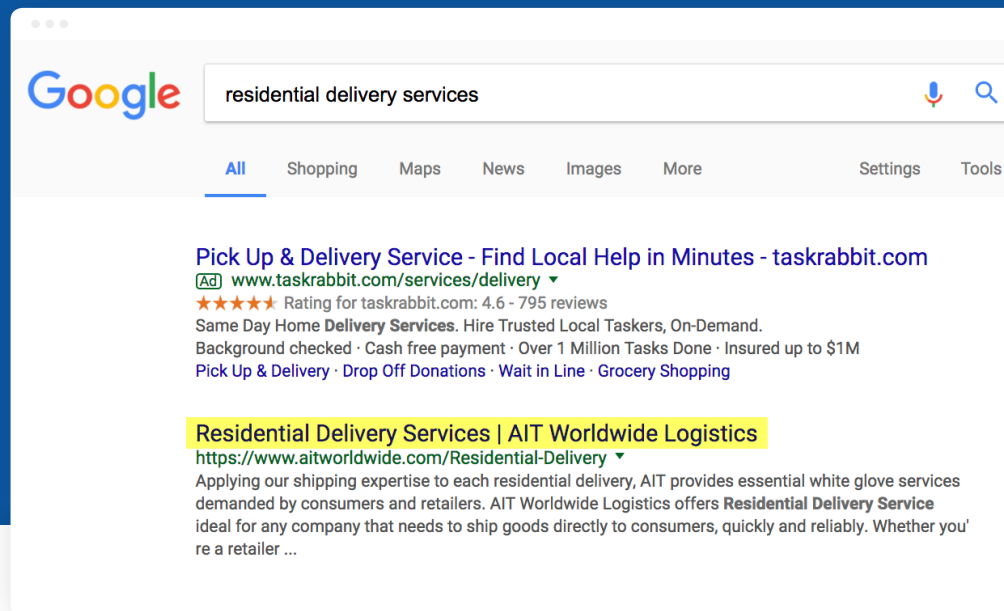 Google
residential delivery services
All Shopping Maps News Images More Settings Tools
Pick Up & Delivery Service - Find Local Help in Minutes - taskrabbit.com
Ad www.taskrabbit.com/services/delivery
Rating for taskrabbit.com: 4.6 - 795 reviews
Same Day Home Delivery Services. Hire Trusted Local Taskers, On-Demand.
Background checked · Cash free payment · Over 1 Million Tasks Done · Insured up to $1M
Pick Up & Delivery · Drop Off Donations · Wait in Line · Grocery Shopping
Residential Delivery Services | AIT Worldwide Logistics
https://www.aitworldwide.com/Residential-Delivery
Applying our shipping expertise to each residential delivery, AIT provides essential white glove services
demanded by consumers and retailers. AIT Worldwide Logistics offers Residential Delivery Service
ideal for any company that needs to ship goods directly to consumers, quickly and reliably. Whether you'
re a retailer ...